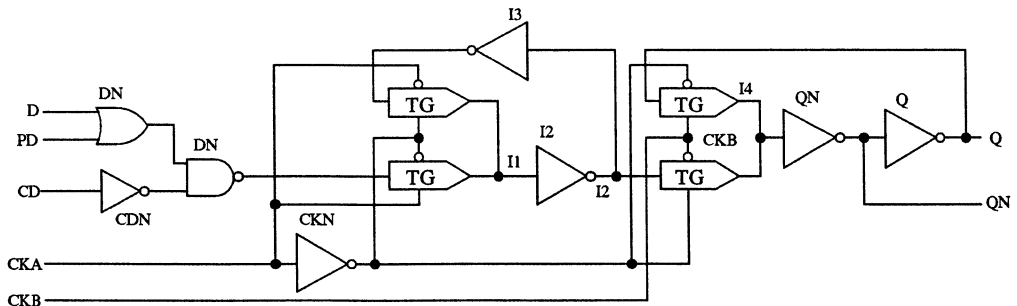 I3
DN
TG
I4
QN
Q
D
PD
DN
I2
CKB
Q
I1
TG
I2
TG
TG
CD
CDN
CKN
QN
CKA
CKB